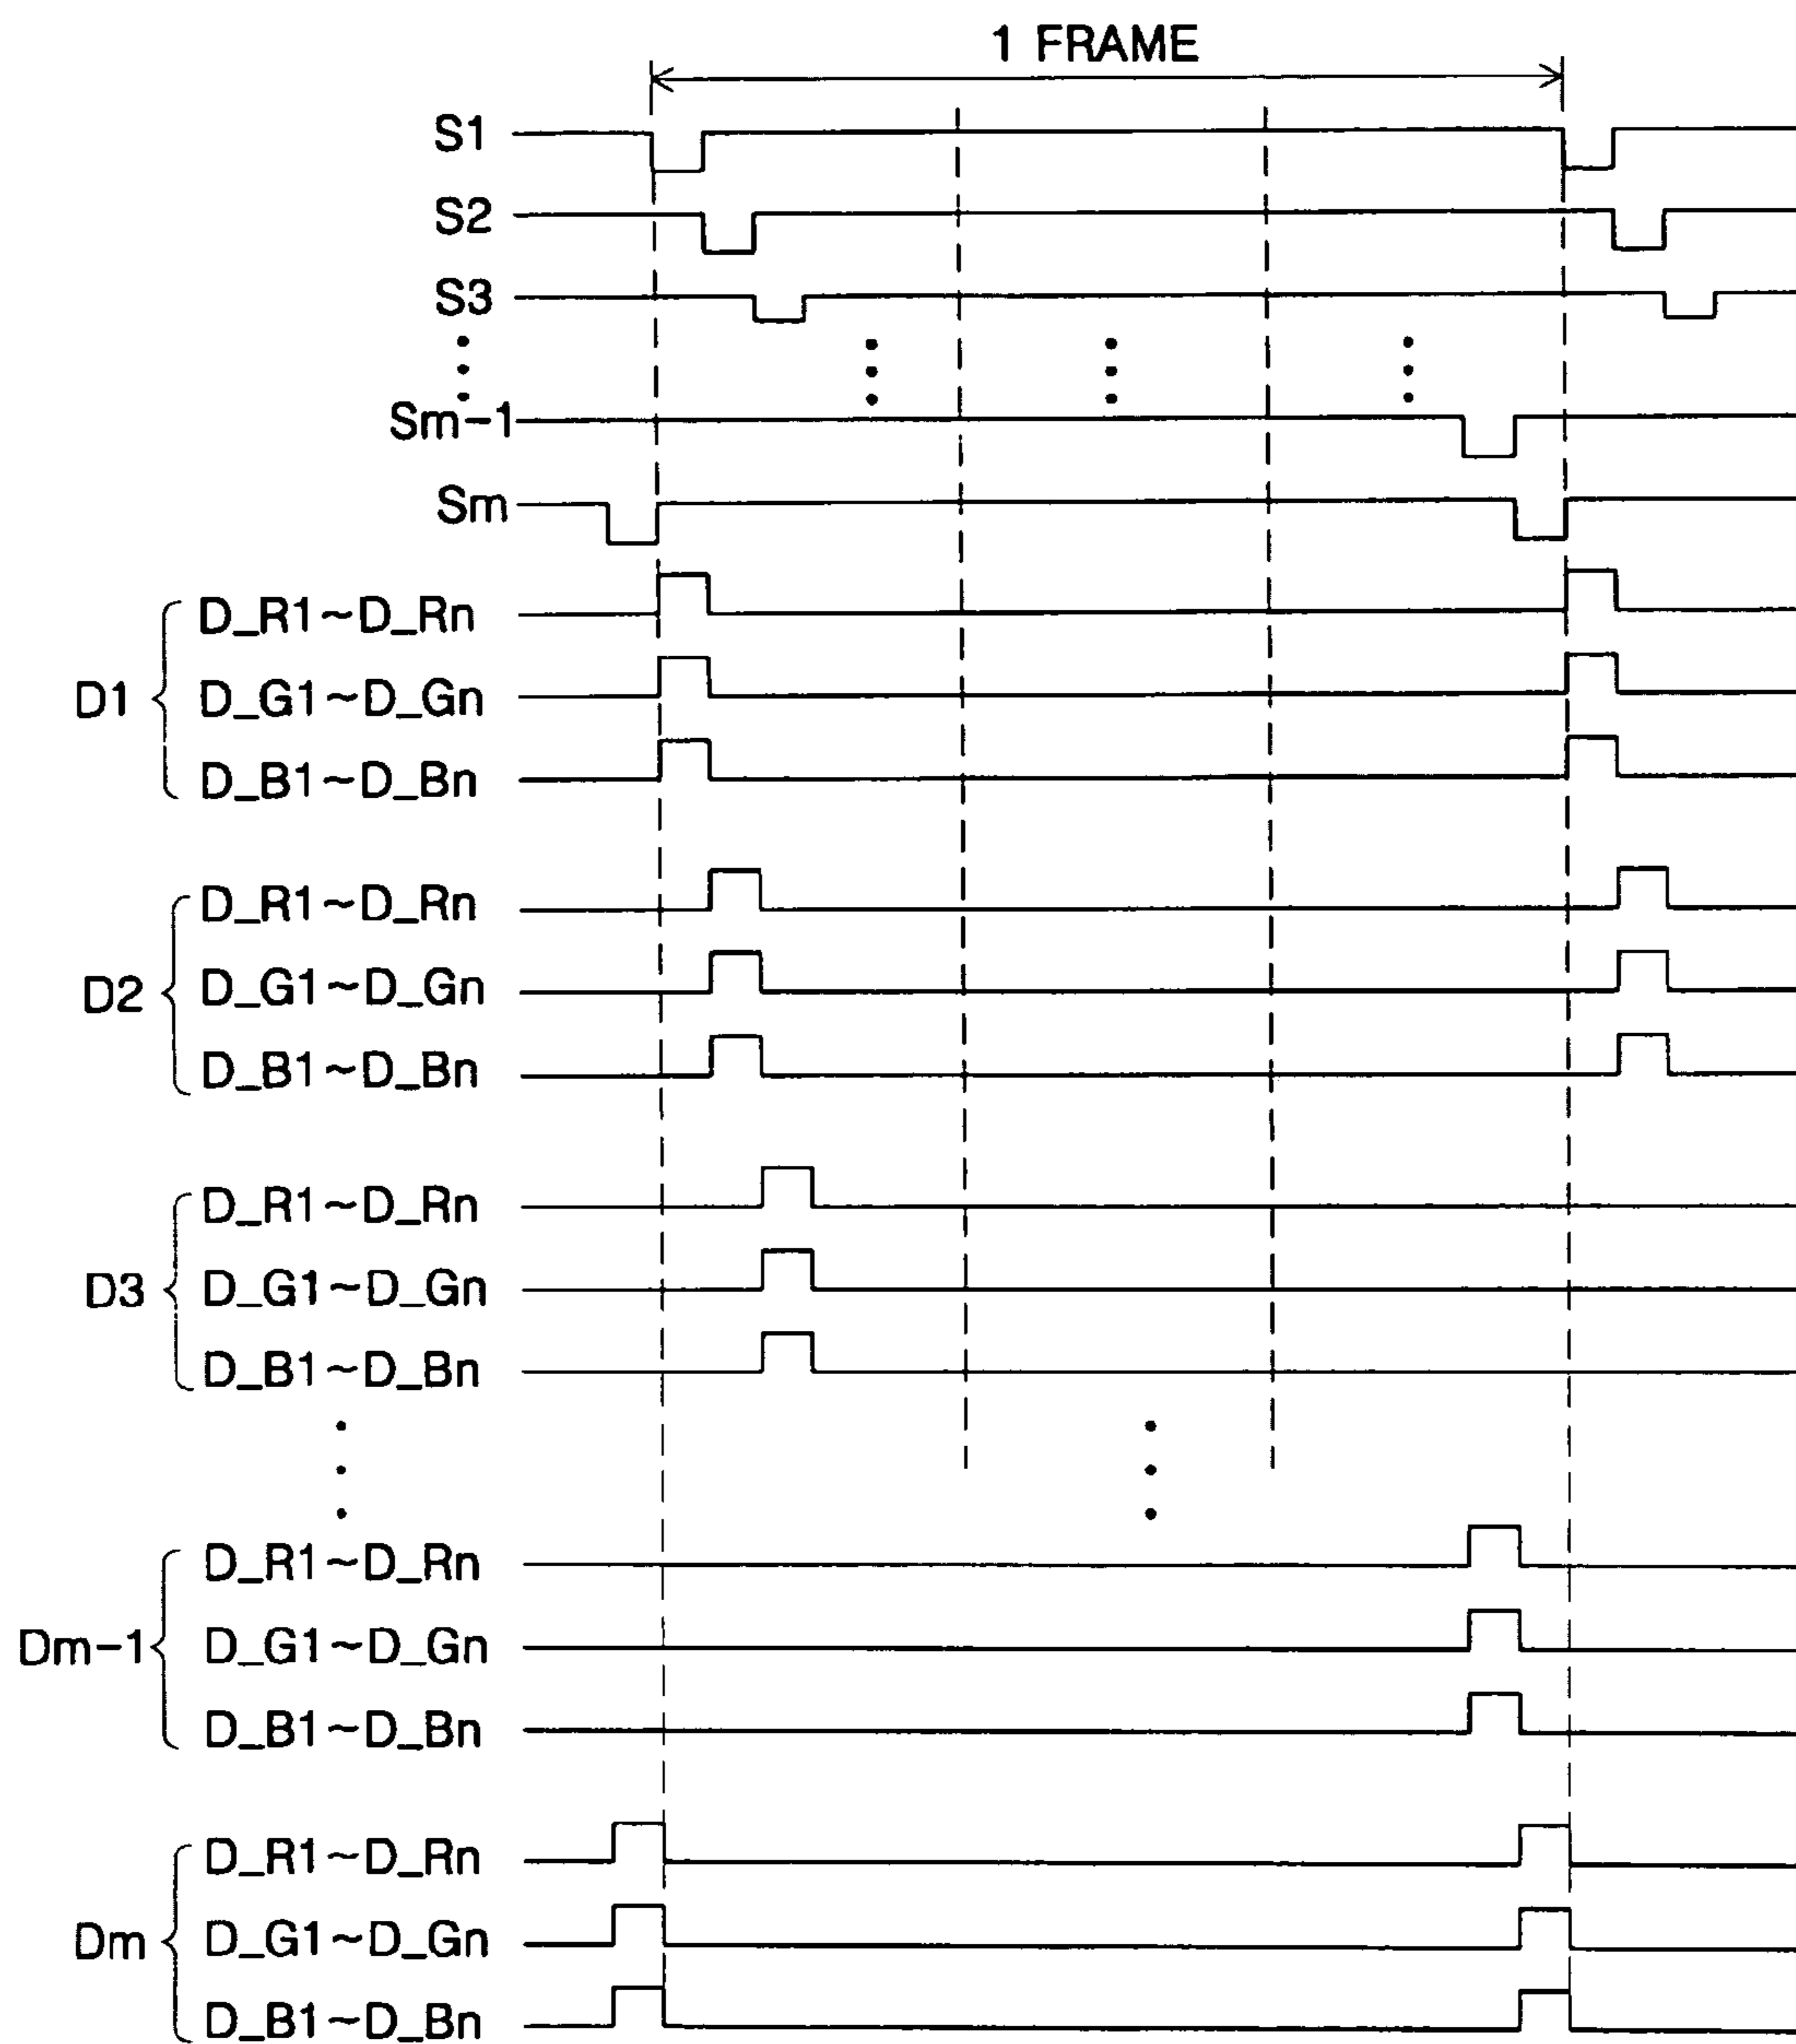 1 FRAME
S1
S2
S3
Sm-1
Sm
D1
D_R1~D_Rn
D_G1~D_Gn
D_B1~D_Bn
D2
D_R1~D_Rn
D_G1~D_Gn
D_B1~D_Bn
D3
D_R1~D_Rn
D_G1~D_Gn
D_B1~D_Bn
Dm-1
D_R1~D_Rn
D_G1~D_Gn
D_B1~D_Bn
Dm
D_R1~D_Rn
D_G1~D_Gn
D_B1~D_Bn